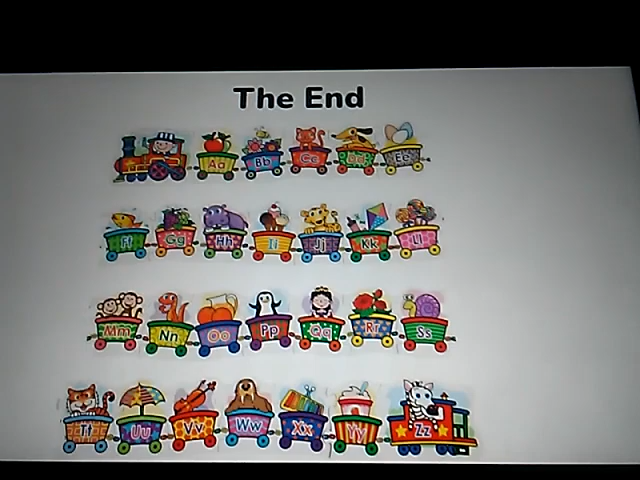 The End
Aa Bb Cc Dd Ee
Ff Gg Hh Ii Jj Kk Ll
Mm Nn Oo Pp Qq Rr Ss
Tt Uu Vv Ww Xx Yy Zz